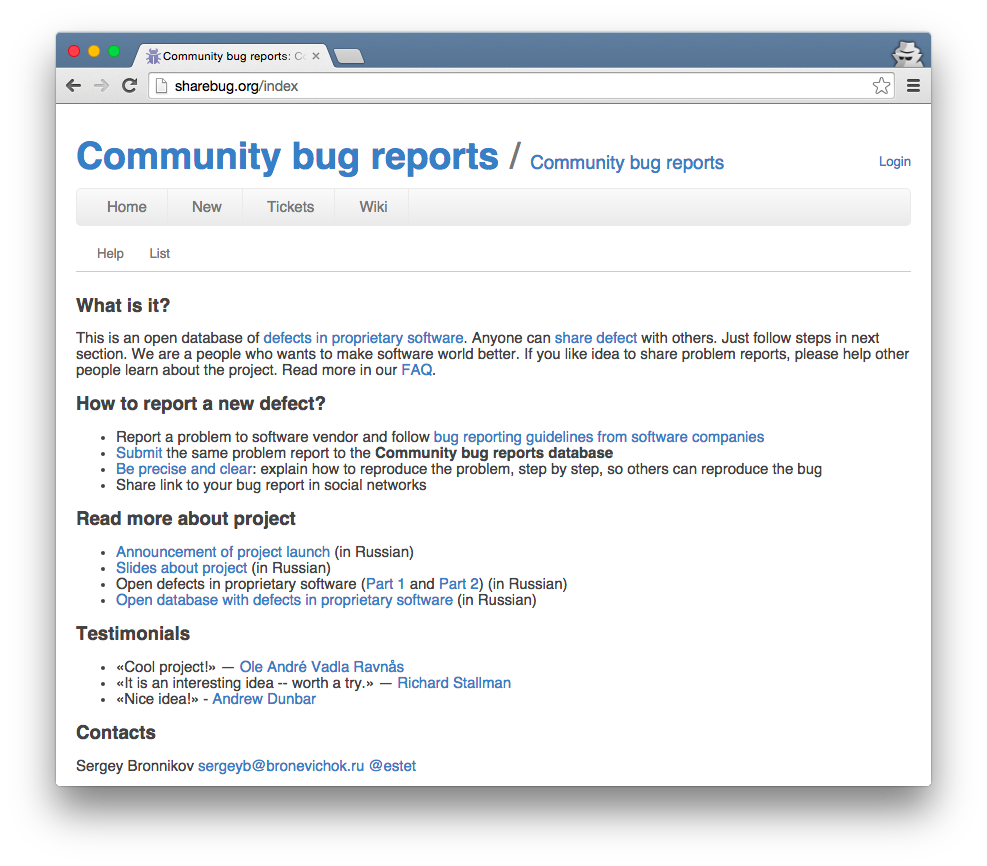 Community bug reports: C
sharebug.org/index
Community bug reports / Community bug reports
Login
Home New Tickets Wiki
Help List
What is it?
This is an open database of defects in proprietary software. Anyone can share defect with others. Just follow steps in next
section. We are a people who wants to make software world better. If you like idea to share problem reports, please help other
people learn about the project. Read more in our FAQ.
How to report a new defect?
• Report a problem to software vendor and follow bug reporting guidelines from software companies
• Submit the same problem report to the Community bug reports database
• Be precise and clear: explain how to reproduce the problem, step by step, so others can reproduce the bug
• Share link to your bug report in social networks
Read more about project
• Announcement of project launch (in Russian)
• Slides about project (in Russian)
• Open defects in proprietary software (Part 1 and Part 2) (in Russian)
• Open database with defects in proprietary software (in Russian)
Testimonials
• «Cool project!» — Ole André Vadla Ravnås
• «It is an interesting idea -- worth a try.» — Richard Stallman
• «Nice idea!» - Andrew Dunbar
Contacts
Sergey Bronnikov sergeyb@bronevichok.ru @estet